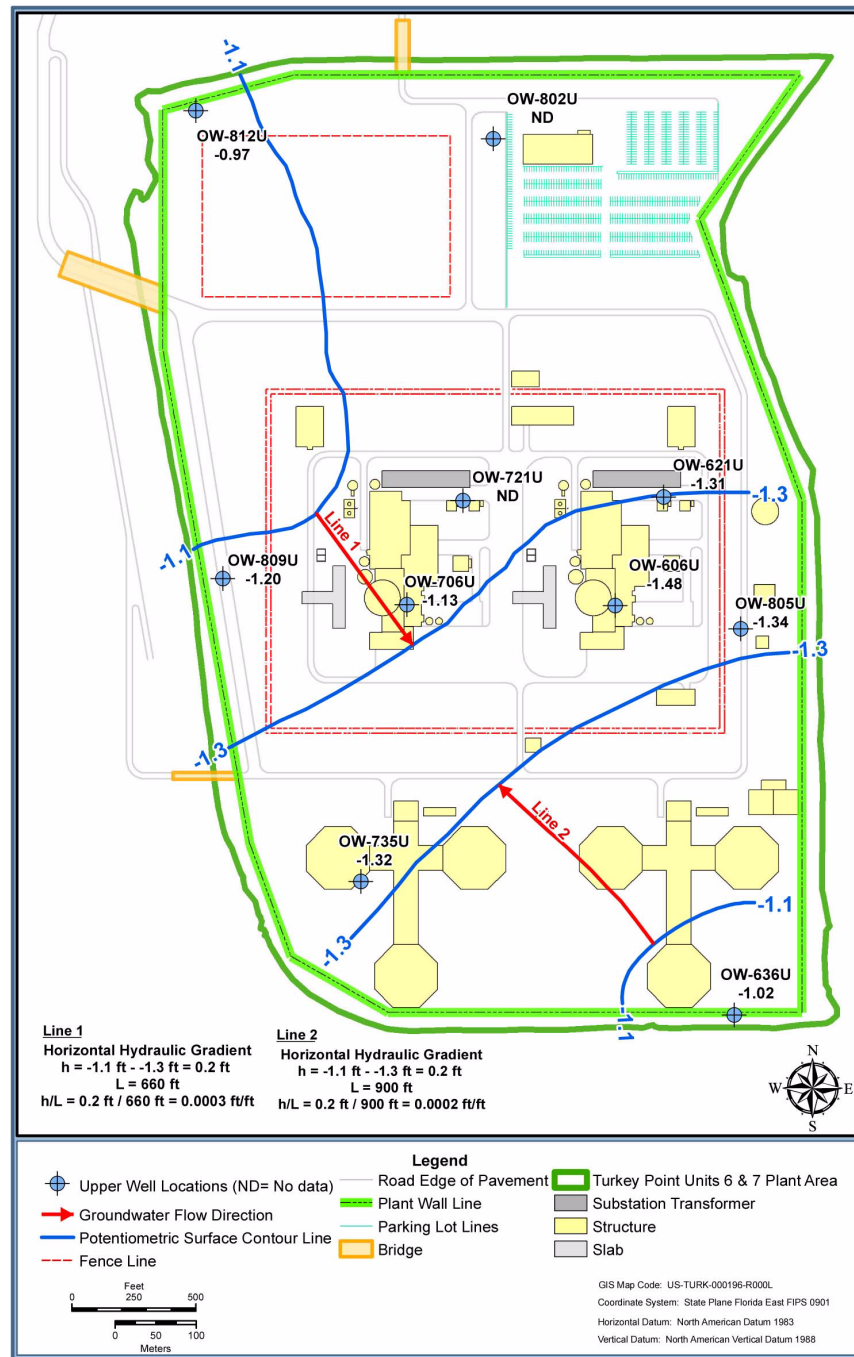 -1.1
OW-802U
ND
OW-812U
-0.97
OW-721U
ND
OW-621U
-1.31
-1.3
Line 1
-1.1
OW-809U
-1.20
OW-706U
-1.13
OW-606U
-1.48
OW-805U
-1.34
-1.3
-1.3
Line 2
OW-735U
-1.32
-1.1
-1.3
OW-636U
-1.02
-1.1
Line 1
Horizontal Hydraulic Gradient
h = -1.1 ft - -1.3 ft = 0.2 ft
L = 660 ft
h/L = 0.2 ft / 660 ft = 0.0003 ft/ft
Line 2
Horizontal Hydraulic Gradient
h = -1.1 ft - -1.3 ft = 0.2 ft
L = 900 ft
h/L = 0.2 ft / 900 ft = 0.0002 ft/ft
N
W
E
S
Legend
Upper Well Locations (ND= No data)
Groundwater Flow Direction
Potentiometric Surface Contour Line
Fence Line
Road Edge of Pavement
Plant Wall Line
Parking Lot Lines
Bridge
Turkey Point Units 6 & 7 Plant Area
Substation Transformer
Structure
Slab
Feet
0 250 500
0 50 100
Meters
GIS Map Code: US-TURK-000196-R000L
Coordinate System: State Plane Florida East FIPS 0901
Horizontal Datum: North American Datum 1983
Vertical Datum: North American Vertical Datum 1988